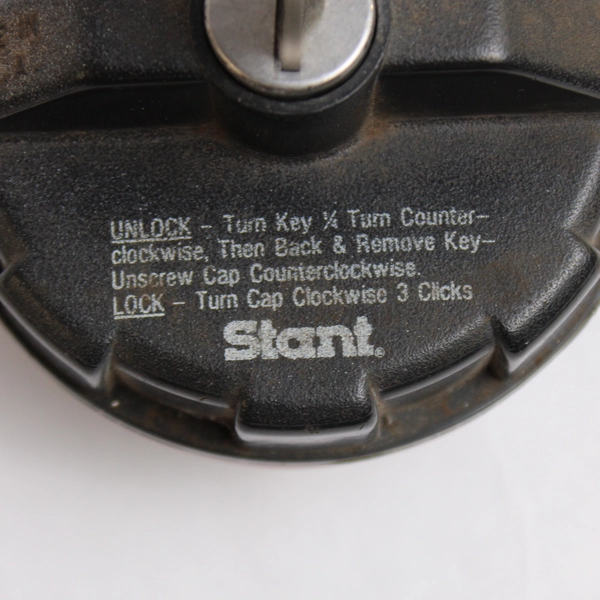 UNLOCK – Turn Key ¼ Turn Counter–
clockwise, Then Back & Remove Key–
Unscrew Cap Counterclockwise.
LOCK – Turn Cap Clockwise 3 Clicks
Stant®